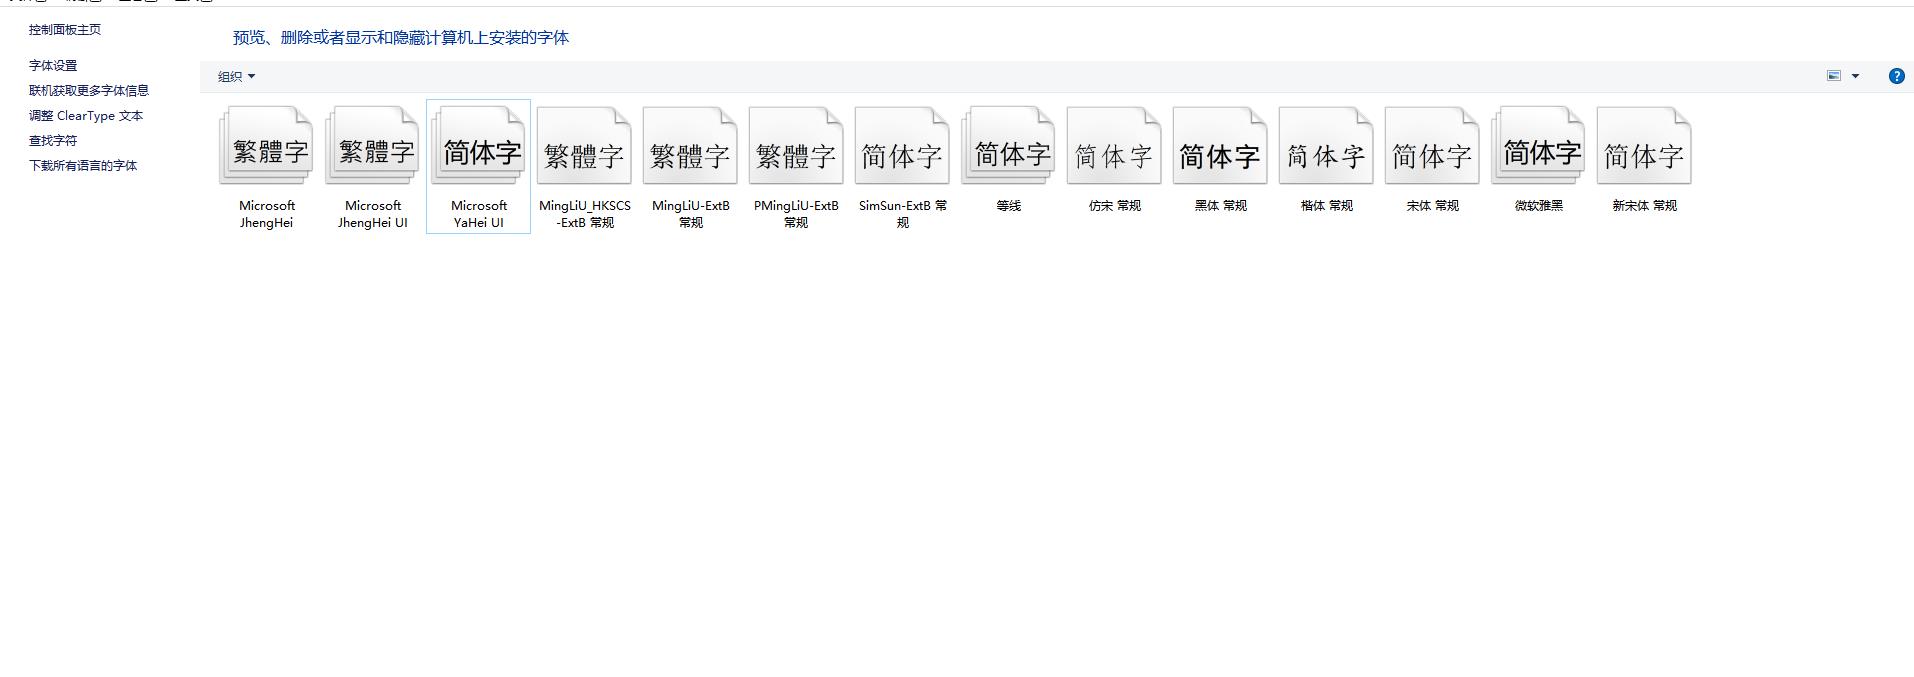 控制面板主页
字体设置
联机获取更多字体信息
调整 ClearType 文本
查找字符
下载所有语言的字体
预览、删除或者显示和隐藏计算机上安装的字体
组织
繁體字
Microsoft
JhengHei
繁體字
Microsoft
JhengHei UI
简体字
Microsoft
YaHei UI
繁體字
MingLiU_HKSCS
-ExtB 常规
繁體字
MingLiU-ExtB
常规
繁體字
PMingLiU-ExtB
常规
简体字
SimSun-ExtB 常
规
简体字
等线
简体字
仿宋 常规
简体字
黑体 常规
简体字
楷体 常规
简体字
宋体 常规
简体字
微软雅黑
简体字
新宋体 常规